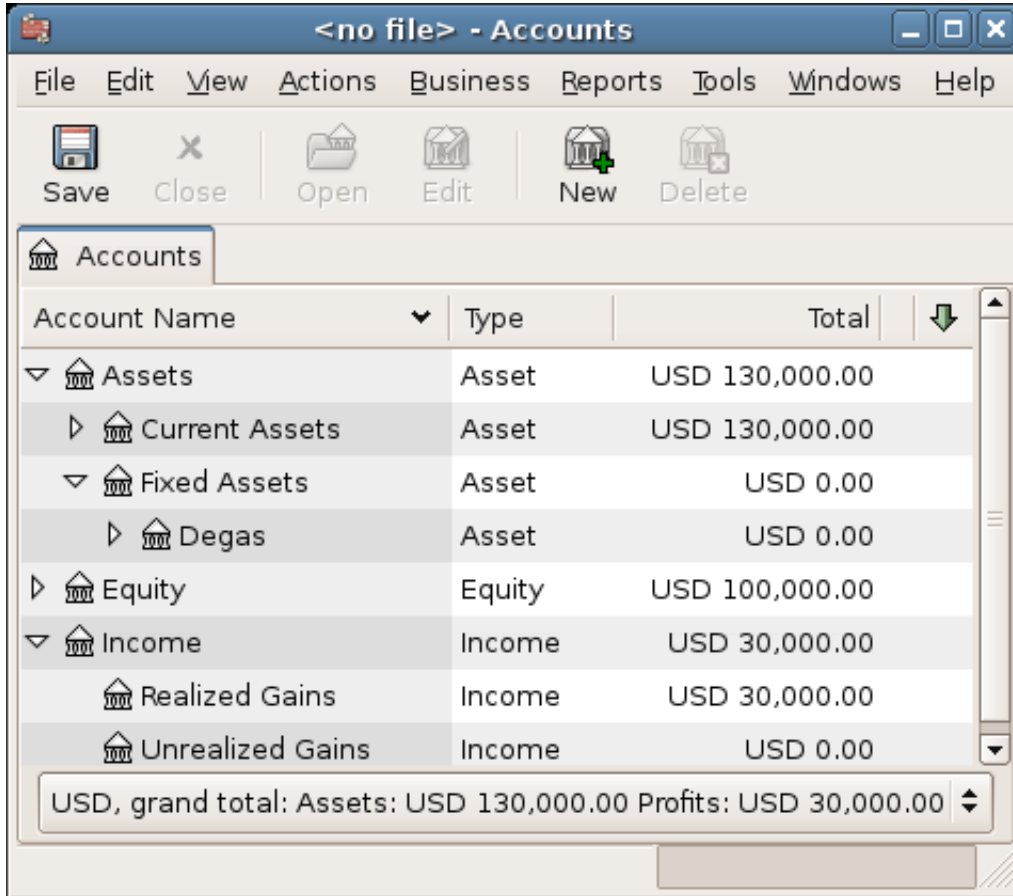 <no file> - Accounts
File Edit View Actions Business Reports Tools Windows Help
Save Close Open Edit New Delete
Accounts
Account Name Type Total
Assets Asset USD 130,000.00
Current Assets Asset USD 130,000.00
Fixed Assets Asset USD 0.00
Degas Asset USD 0.00
Equity Equity USD 100,000.00
Income Income USD 30,000.00
Realized Gains Income USD 30,000.00
Unrealized Gains Income USD 0.00
USD, grand total: Assets: USD 130,000.00 Profits: USD 30,000.00